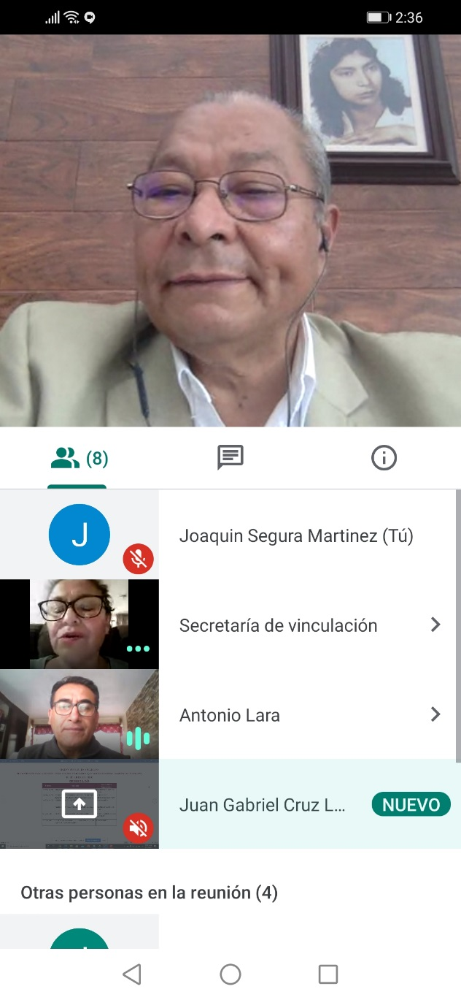 2:36
(8)
J
Joaquin Segura Martinez (Tú)
Secretaría de vinculación
Antonio Lara
Juan Gabriel Cruz L...
NUEVO
Otras personas en la reunión (4)